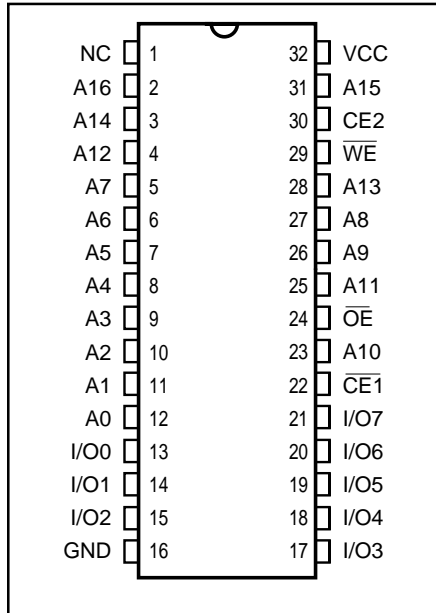 NC 1 32 VCC
A16 2 31 A15
A14 3 30 CE2
A12 4 29 W̅E̅
A7 5 28 A13
A6 6 27 A8
A5 7 26 A9
A4 8 25 A11
A3 9 24 O̅E̅
A2 10 23 A10
A1 11 22 C̅E̅1̅
A0 12 21 I/O7
I/O0 13 20 I/O6
I/O1 14 19 I/O5
I/O2 15 18 I/O4
GND 16 17 I/O3